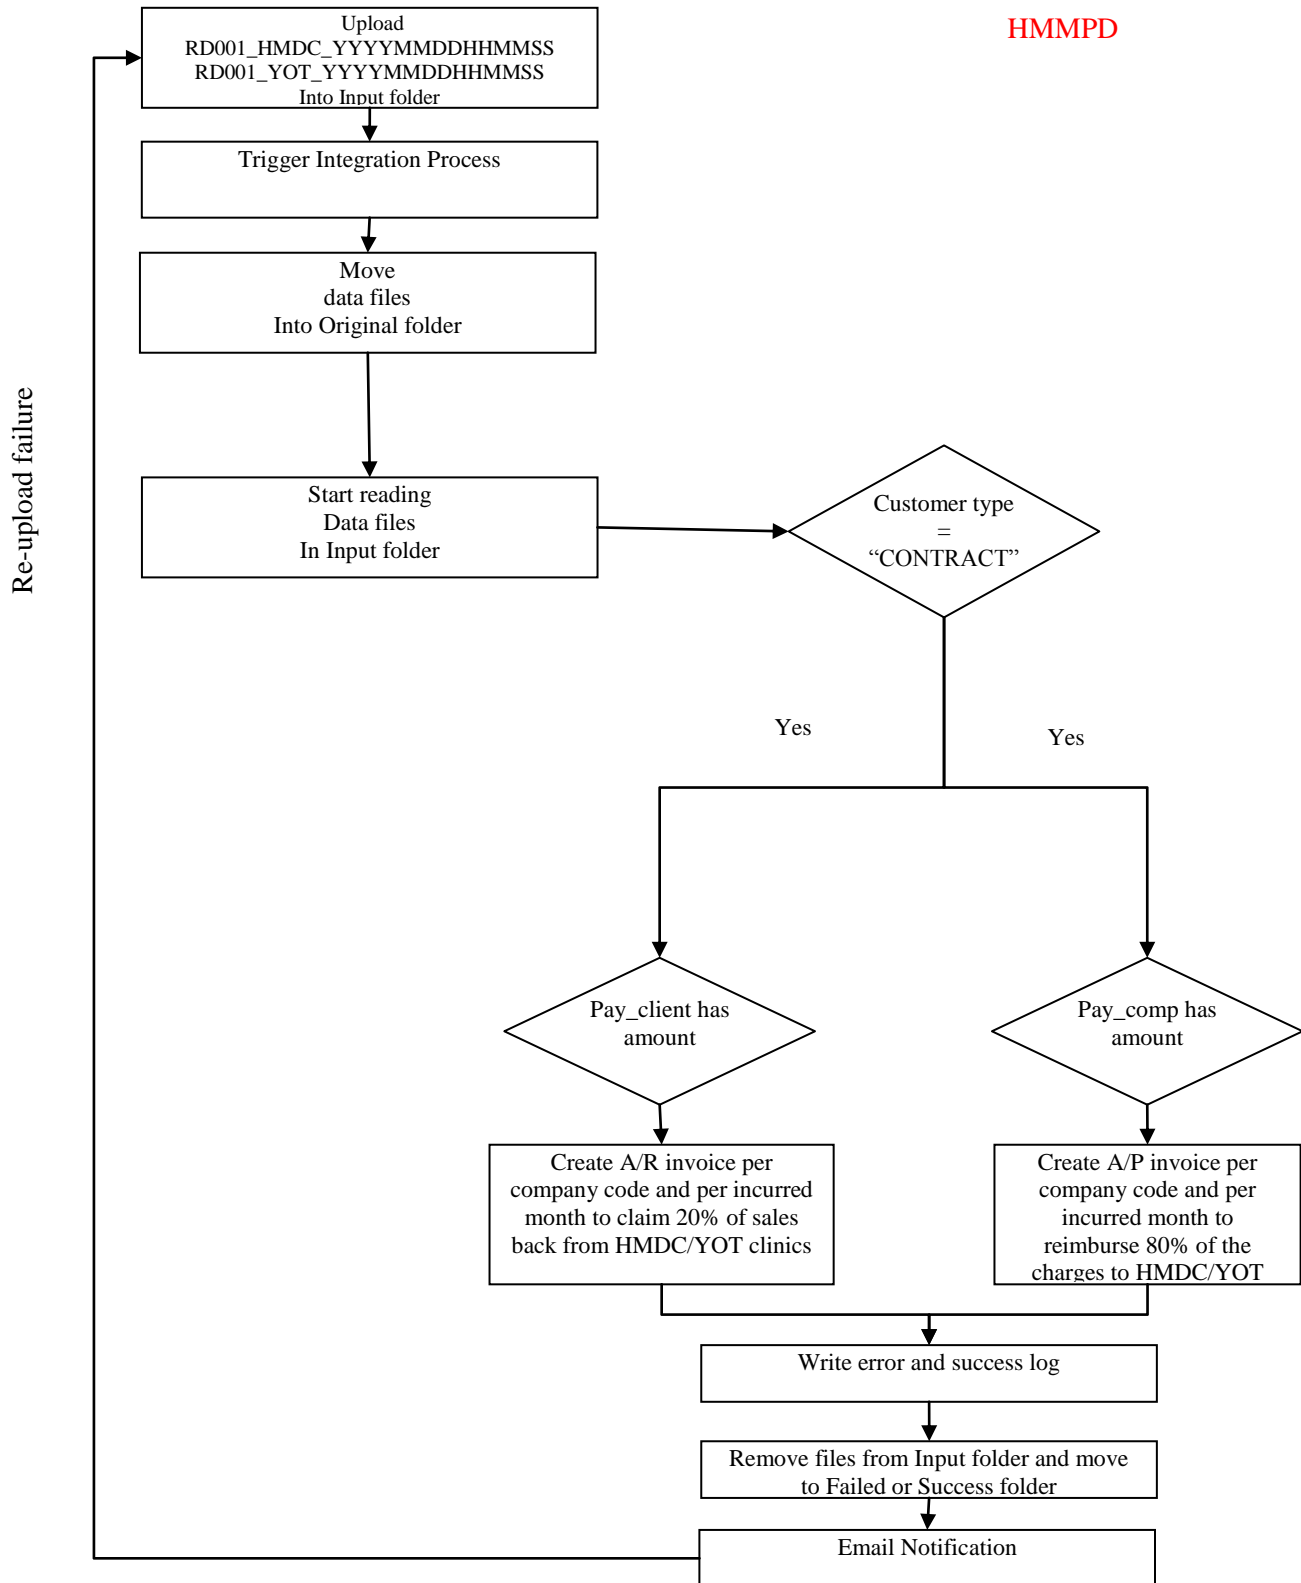 HMMPD
Upload
RD001_HMDC_YYYYMMDDHHMMSS
RD001_YOT_YYYYMMDDHHMMSS
Into Input folder
Trigger Integration Process
Move
data files
Into Original folder
Re-upload failure
Start reading
Data files
In Input folder
Customer type
=
“CONTRACT”
Yes
Yes
Pay_client has
amount
Pay_comp has
amount
Create A/R invoice per
company code and per incurred
month to claim 20% of sales
back from HMDC/YOT clinics
Create A/P invoice per
company code and per
incurred month to
reimburse 80% of the
charges to HMDC/YOT
Write error and success log
Remove files from Input folder and move
to Failed or Success folder
Email Notification